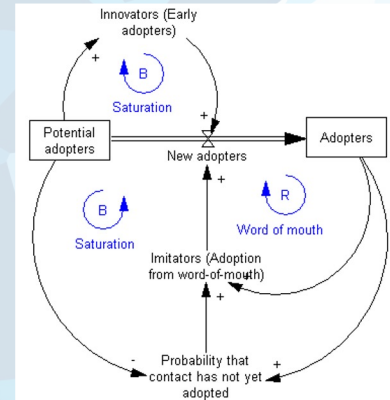 Innovators (Early
adopters)
+
B
Saturation
+
Potential
adopters
Adopters
New adopters
+
B
Saturation
R
Word of mouth
Imitators (Adoption
from word-of-mouth)
+
+
-
+
Probability that
contact has not yet
adopted